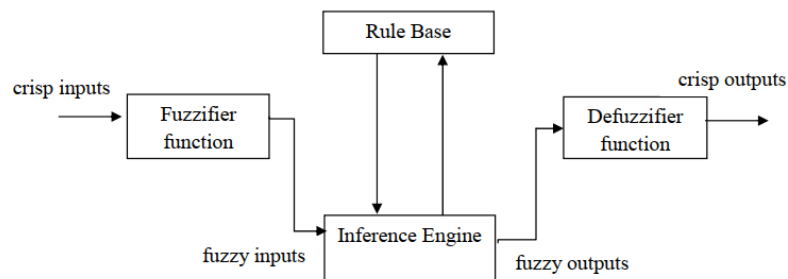 Rule Base
crisp inputs
crisp outputs
Fuzzifier
function
Defuzzifier
function
Inference Engine
fuzzy inputs
fuzzy outputs